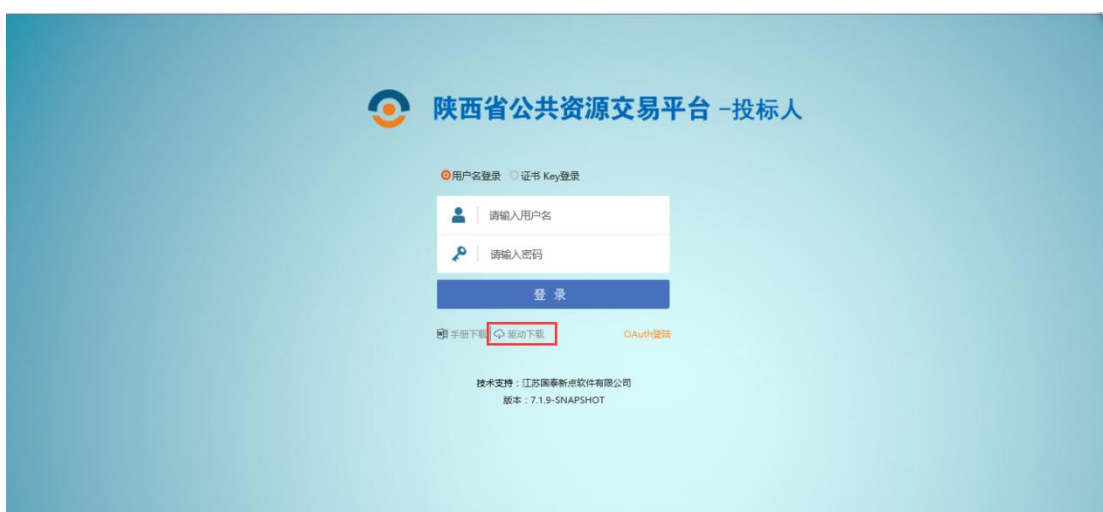 陕西省公共资源交易平台 -投标人
用户名登录 证书 Key登录
请输入用户名
请输入密码
登 录
手册下载 驱动下载 OAuth登陆
技术支持：江苏国泰新点软件有限公司
版本：7.1.9-SNAPSHOT